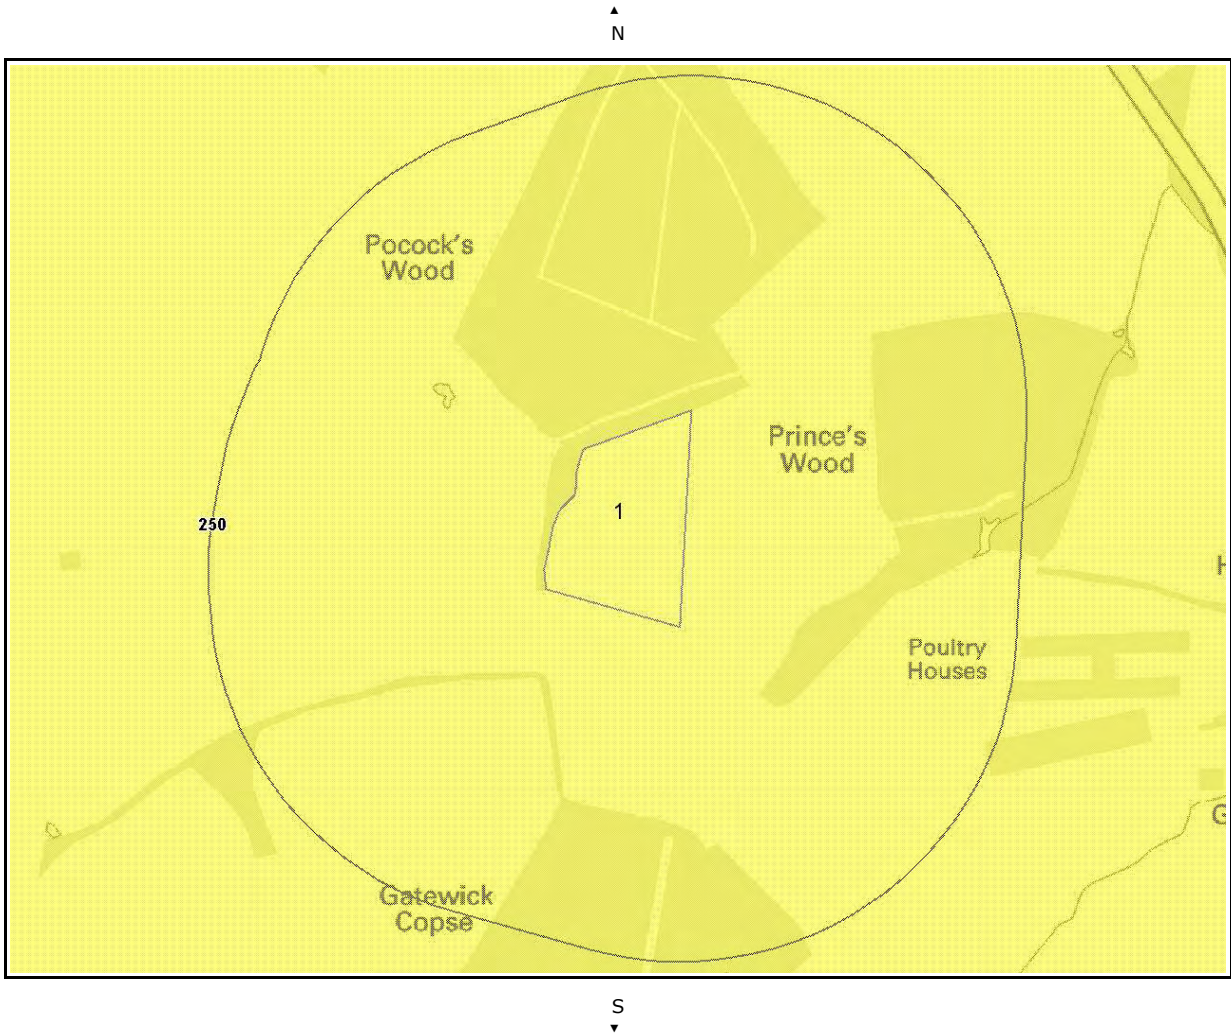 N
Pocock's
Wood
Prince's
Wood
1
250
H
Poultry
Houses
G
Gatewick
Copse
S